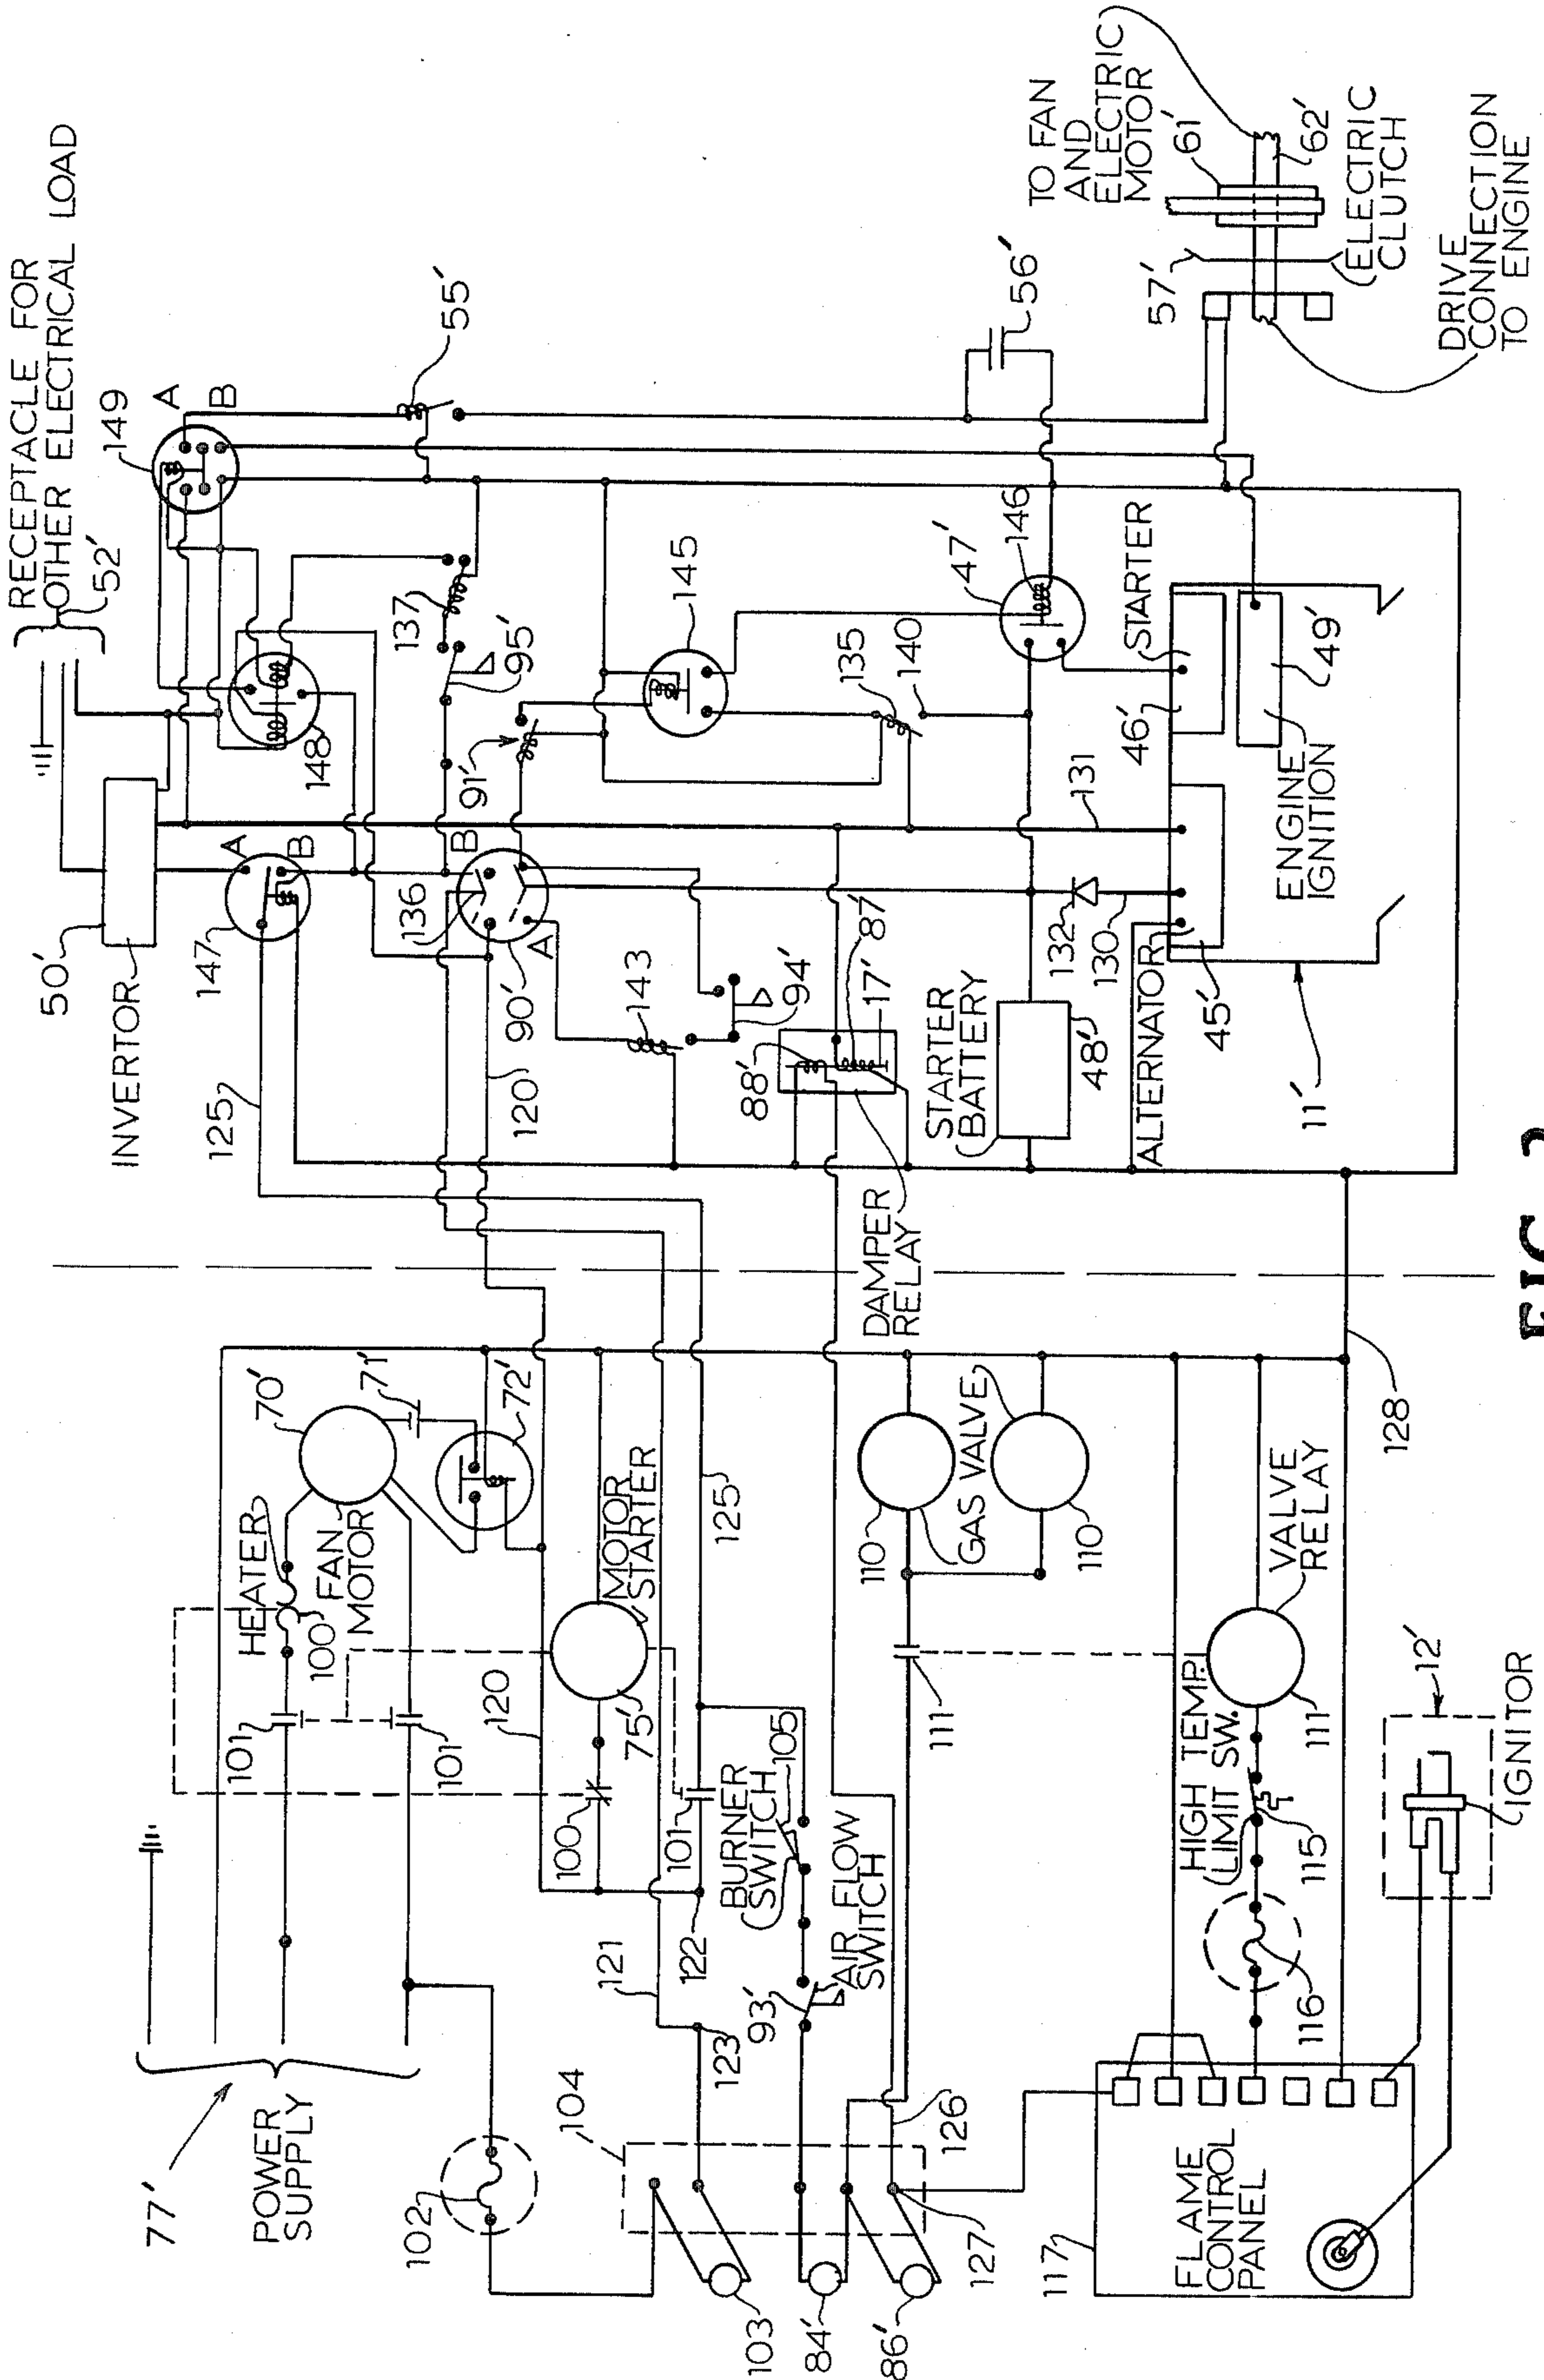 RECEPTACLE FOR
OTHER ELECTRICAL LOAD
52'
50'
INVERTOR
147
A
B
148
149
A
B
55'
125
136
B
A
90'
120
91'
95'
137
143
94'
145
135
140
47'
146
56'
TO FAN
AND
ELECTRIC
MOTOR
61'
62'
57'
ELECTRIC
CLUTCH
DRIVE
CONNECTION
TO ENGINE
88'
87'
17'
DAMPER
RELAY
STARTER
BATTERY
48'
132
130
131
ALTERNATOR
45'
46'
STARTER
ENGINE
IGNITION
49'
11'
77'
POWER
SUPPLY
HEATER
100
FAN
MOTOR
70'
71'
72'
101
101
102
120
100
75'
MOTOR
STARTER
121
122
101
125
123
104
BURNER
SWITCH
105
93'
AIR FLOW
SWITCH
103
84'
86'
126
127
111
110
GAS VALVE
110
HIGH TEMP.
LIMIT SW.
115
116
111
VALVE
RELAY
128
117
FLAME
CONTROL
PANEL
12'
IGNITOR